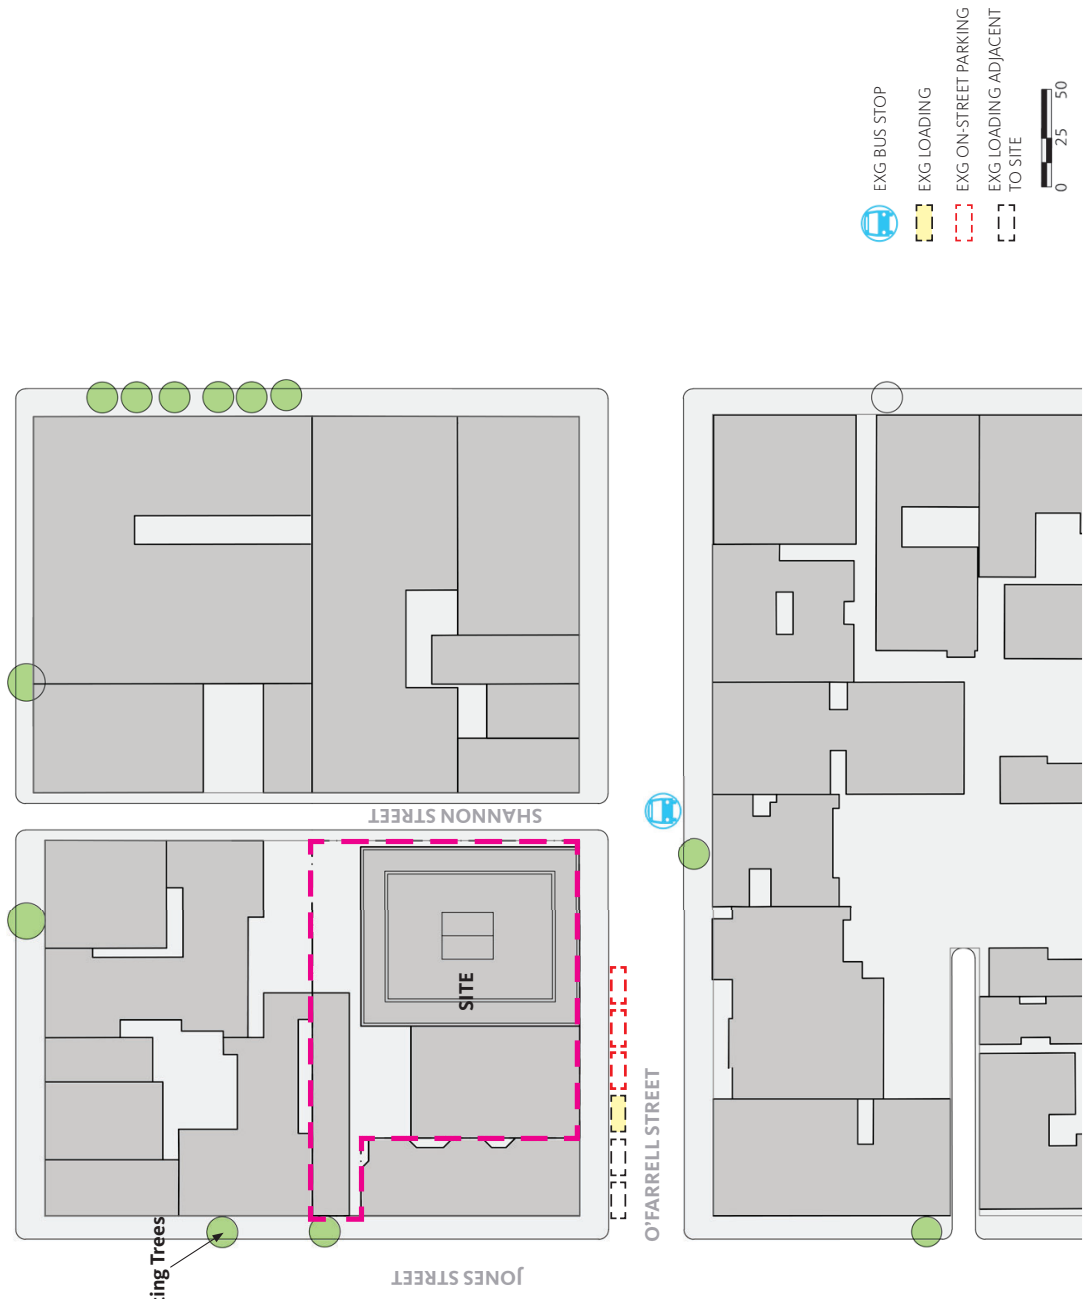 EXG BUS STOP
EXG LOADING
EXG ON-STREET PARKING
EXG LOADING ADJACENT
TO SITE
0 25 50
SHANNON STREET
SITE
O'FARRELL STREET
JONES STREET
Trees